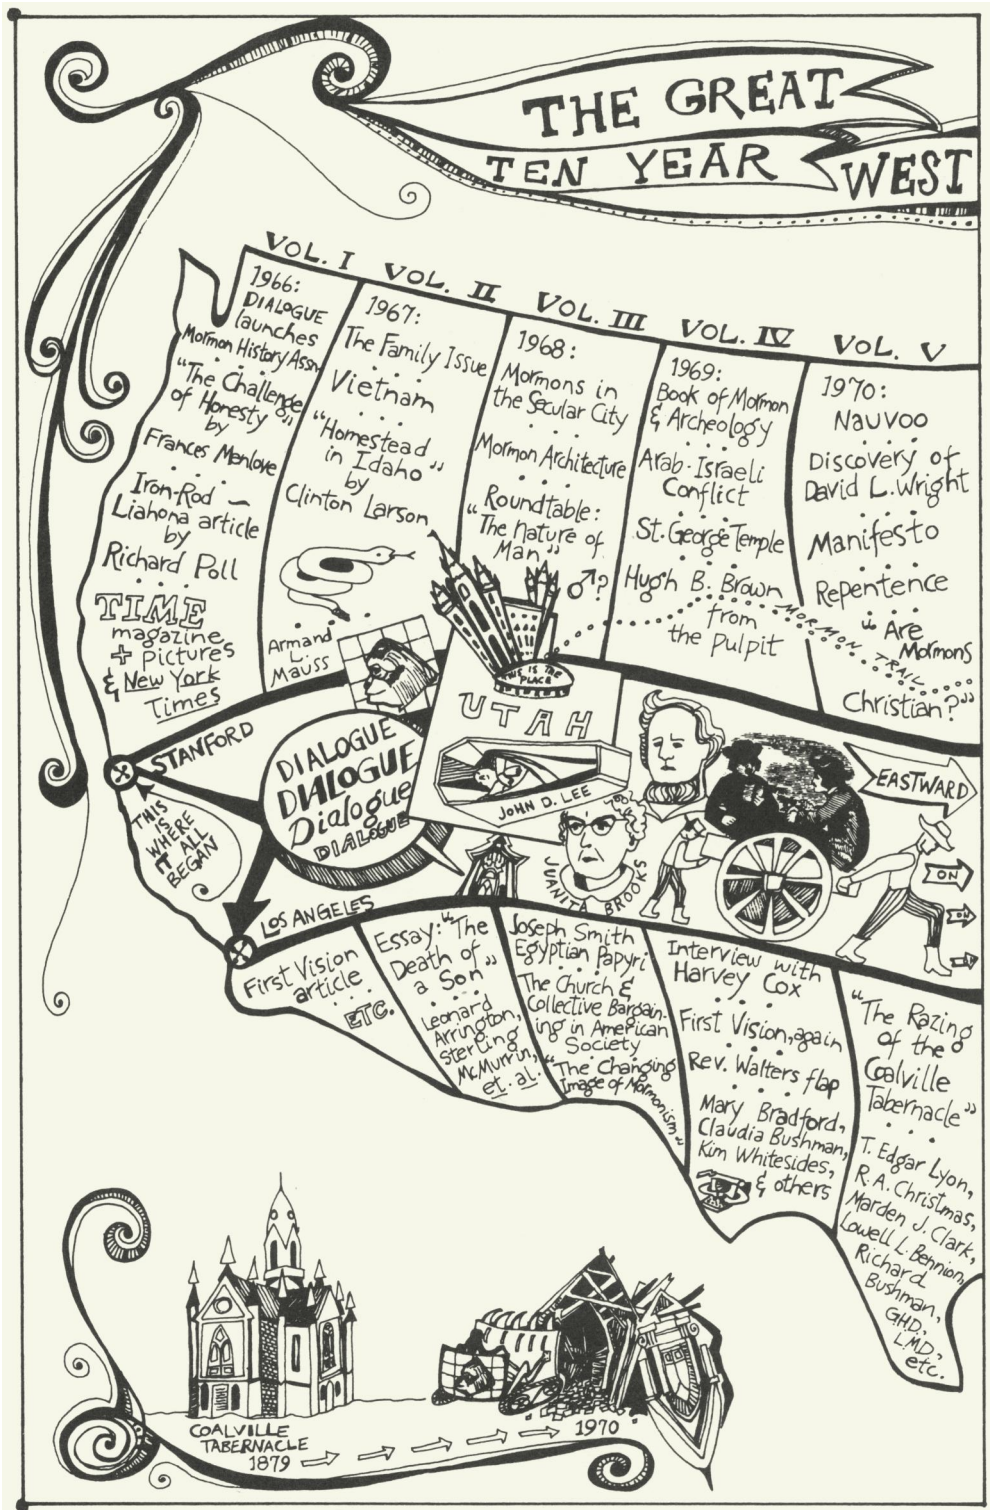 THE GREAT
TEN YEAR WEST
VOL. I
1966:
DIALOGUE
launches
Mormon History Assn
"The Challenge
of Honesty"
by
Frances Menlove
Iron-Rod –
Liahona article
by
Richard Poll
TIME
magazine
+ pictures
& New York
Times
VOL. II
1967:
The Family Issue
Vietnam
"Homestead
in Idaho"
by
Clinton Larson
Armand
L.
Mauss
VOL. III
1968:
Mormons in
the Secular City
Mormon Architecture
Roundtable:
"The Nature of
Man"
♂?
VOL. IV
1969:
Book of Mormon
& Archeology
Arab-Israeli
Conflict
St. George Temple
Hugh B. Brown
from
the Pulpit
VOL. V
1970:
Nauvoo
Discovery of
David L. Wright
Manifesto
Repentence
"Are
Mormons
Christian?"
MORMON TRAIL
STANFORD
THIS
IS
WHERE
IT ALL
BEGAN
DIALOGUE
DIALOGUE
Dialogue
DIALOGUE
THIS IS THE
PLACE
UTAH
JOHN D. LEE
JUANITA BROOKS
EASTWARD
ON
ON
LOS ANGELES
First Vision
article
ETC.
Essay: "The
Death of
a Son"
Leonard
Arrington,
Sterling
McMurrin,
et. al.
Joseph Smith
Egyptian Papyri
The Church &
Collective Bargain-
ing in American
Society
"The Changing
Image of Mormonism"
Interview with
Harvey Cox
First Vision, again
Rev. Walters flap
Mary Bradford,
Claudia Bushman,
Kim Whitesides,
& others
"The Razing
of the
Coalville
Tabernacle"
T. Edgar Lyon,
R.A. Christmas,
Marden J. Clark,
Lowell L. Bennion,
Richard
Bushman,
GHD,
LMD,
etc.
COALVILLE
TABERNACLE
1879
1970